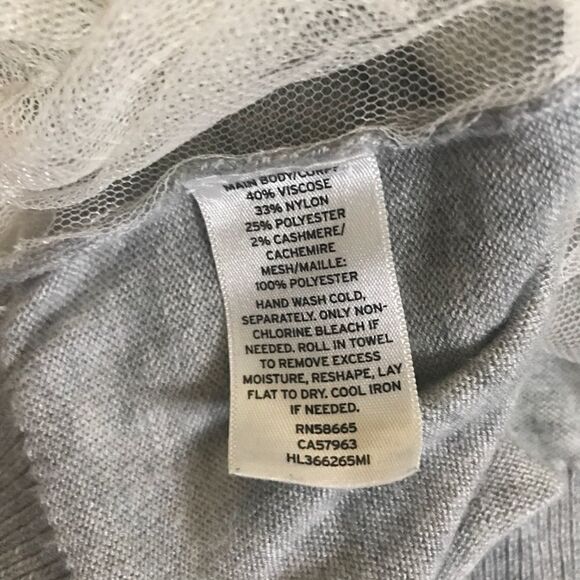 MAIN BODY/CORPS
40% VISCOSE
33% NYLON
25% POLYESTER
2% CASHMERE/
CACHEMIRE
MESH/MAILLE:
100% POLYESTER
HAND WASH COLD,
SEPARATELY. ONLY NON-
CHLORINE BLEACH IF
NEEDED. ROLL IN TOWEL
TO REMOVE EXCESS
MOISTURE, RESHAPE, LAY
FLAT TO DRY. COOL IRON
IF NEEDED.
RN58665
CA57963
HL366265MI